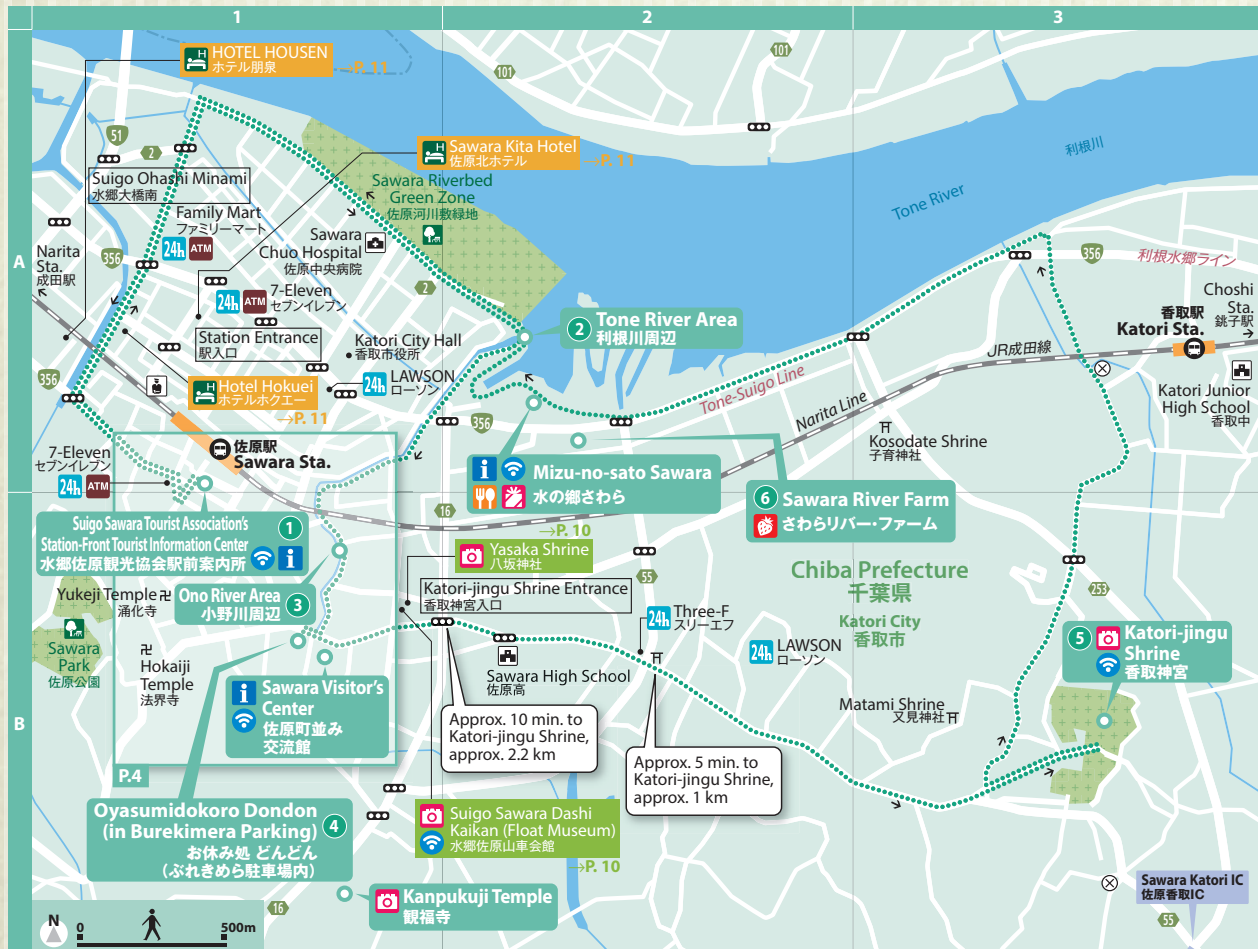 1
2
3
A
B
H HOTEL HOUSEN
ホテル朋泉
→P. 11
101
101
51
2
H Sawara Kita Hotel
佐原北ホテル
→P. 11
利根川
Tone River
Suigo Ohashi Minami
水郷大橋南
Sawara Riverbed
Green Zone
佐原河川敷緑地
Family Mart
ファミリーマート
24h ATM
Sawara
Chuo Hospital
佐原中央病院
Narita
Sta.
成田駅
356
2
7-Eleven
セブンイレブン
24h ATM
Station Entrance
駅入口
Katori City Hall
香取市役所
2 Tone River Area
利根川周辺
356
利根水郷ライン
Choshi
Sta.
銚子駅
香取駅
Katori Sta.
JR成田線
Katori Junior
High School
香取中
356
LAWSON
ローソン
24h
H Hotel Hokuei
ホテルホクエー
→P. 11
Tone-Suigo Line
Narita Line
356
Kosodate Shrine
子育神社
佐原駅
Sawara Sta.
7-Eleven
セブンイレブン
24h ATM
i Mizu-no-sato Sawara
水の郷さわら
→P. 10
6 Sawara River Farm
さわらリバー・ファーム
16
Suigo Sawara Tourist Association's
Station-Front Tourist Information Center
水郷佐原観光協会駅前案内所
1
i
Yasaka Shrine
八坂神社
55
Chiba Prefecture
千葉県
Katori City
香取市
253
Yukeji Temple 卍
涌化寺
Ono River Area
小野川周辺
3
Katori-jingu Shrine Entrance
香取神宮入口
24h Three-F
スリーエフ
24h LAWSON
ローソン
5 Katori-jingu
Shrine
香取神宮
Sawara
Park
佐原公園
卍
Hokaiji
Temple
法界寺
i Sawara Visitor's
Center
佐原町並み
交流館
Sawara High School
佐原高
Matami Shrine
又見神社
Approx. 10 min. to
Katori-jingu Shrine,
approx. 2.2 km
Approx. 5 min. to
Katori-jingu Shrine,
approx. 1 km
P.4
Oyasumidokoro Dondon
(in Burekimera Parking)
4
お休み処 どんどん
(ぶれきめら駐車場内)
Suigo Sawara Dashi
Kaikan (Float Museum)
水郷佐原山車会館
→P. 10
Kanpukuji Temple
観福寺
16
Sawara Katori IC
佐原香取IC
55
N
0
500m